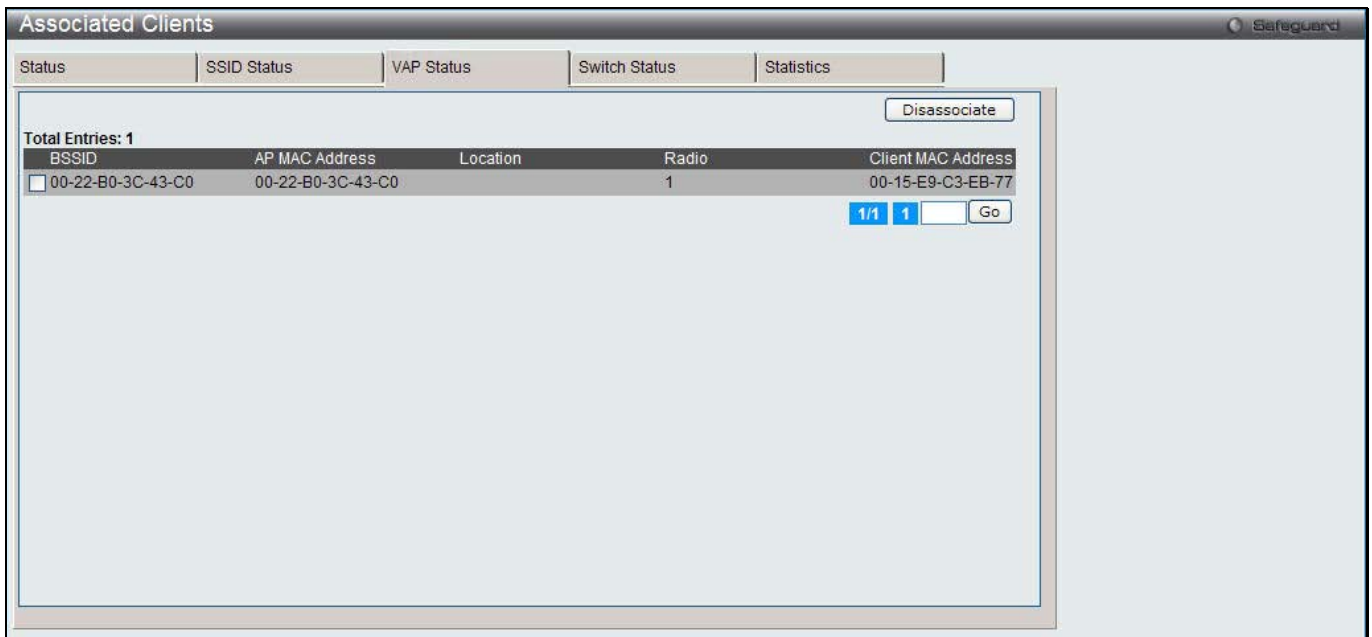 Associated Clients
Safeguard
Status SSID Status VAP Status Switch Status Statistics
Disassociate
Total Entries: 1
BSSID AP MAC Address Location Radio Client MAC Address
00-22-B0-3C-43-C0 00-22-B0-3C-43-C0 1 00-15-E9-C3-EB-77
1/1 1 Go